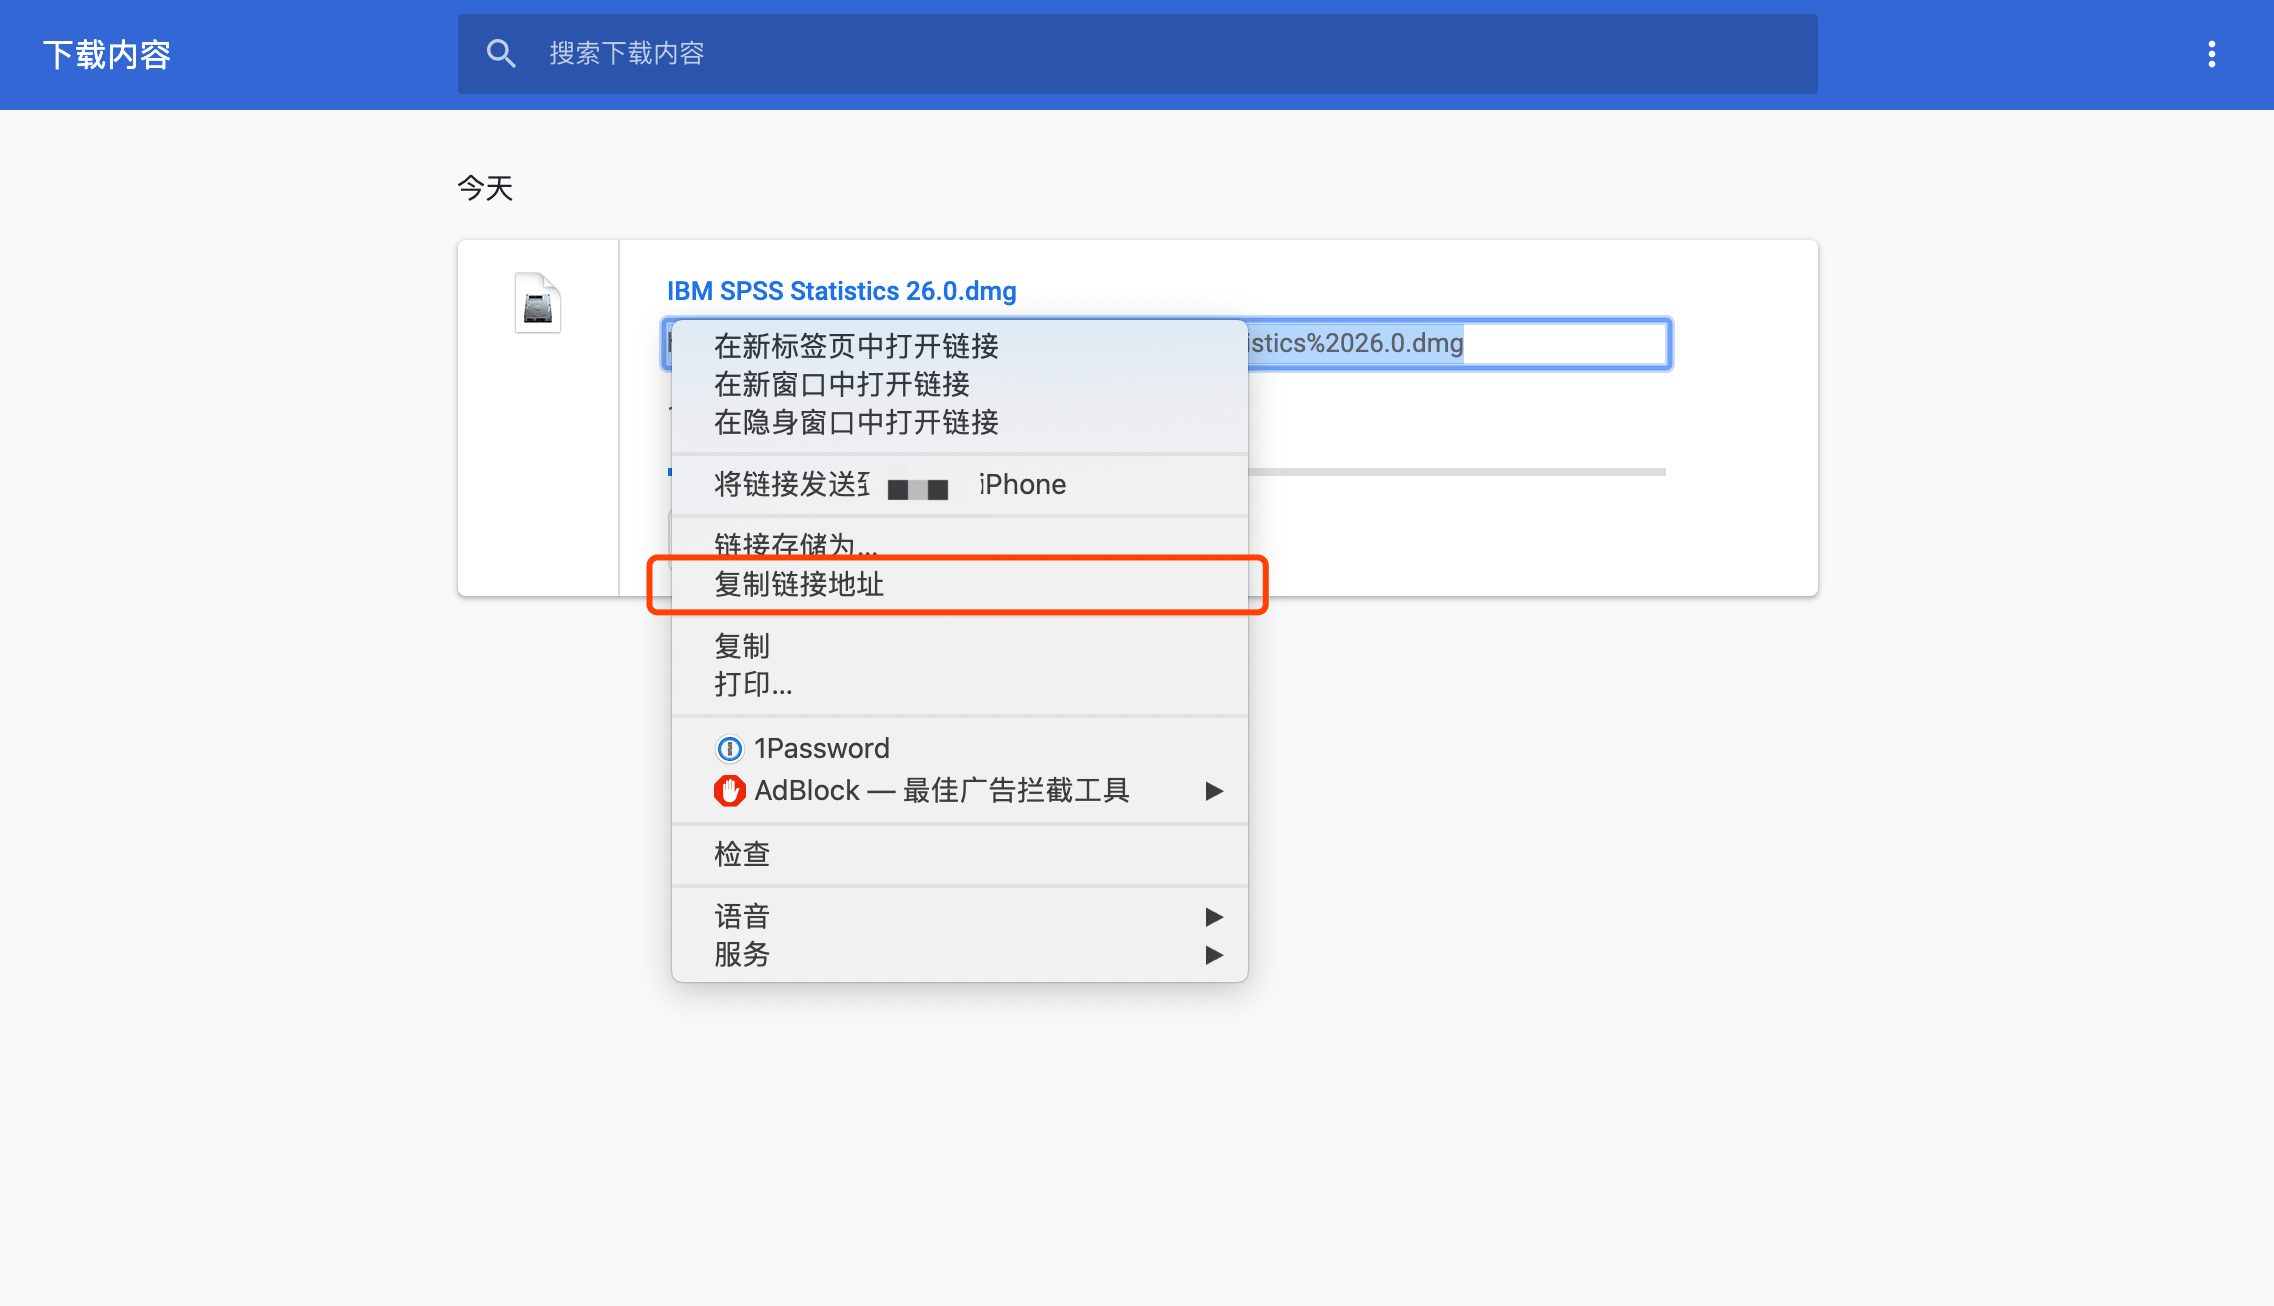 下载内容
搜索下载内容
今天
IBM SPSS Statistics 26.0.dmg
istics%2026.0.dmg
在新标签页中打开链接
在新窗口中打开链接
在隐身窗口中打开链接
将链接发送到 iPhone
链接存储为...
复制链接地址
复制
打印...
1Password
AdBlock — 最佳广告拦截工具
检查
语音
服务